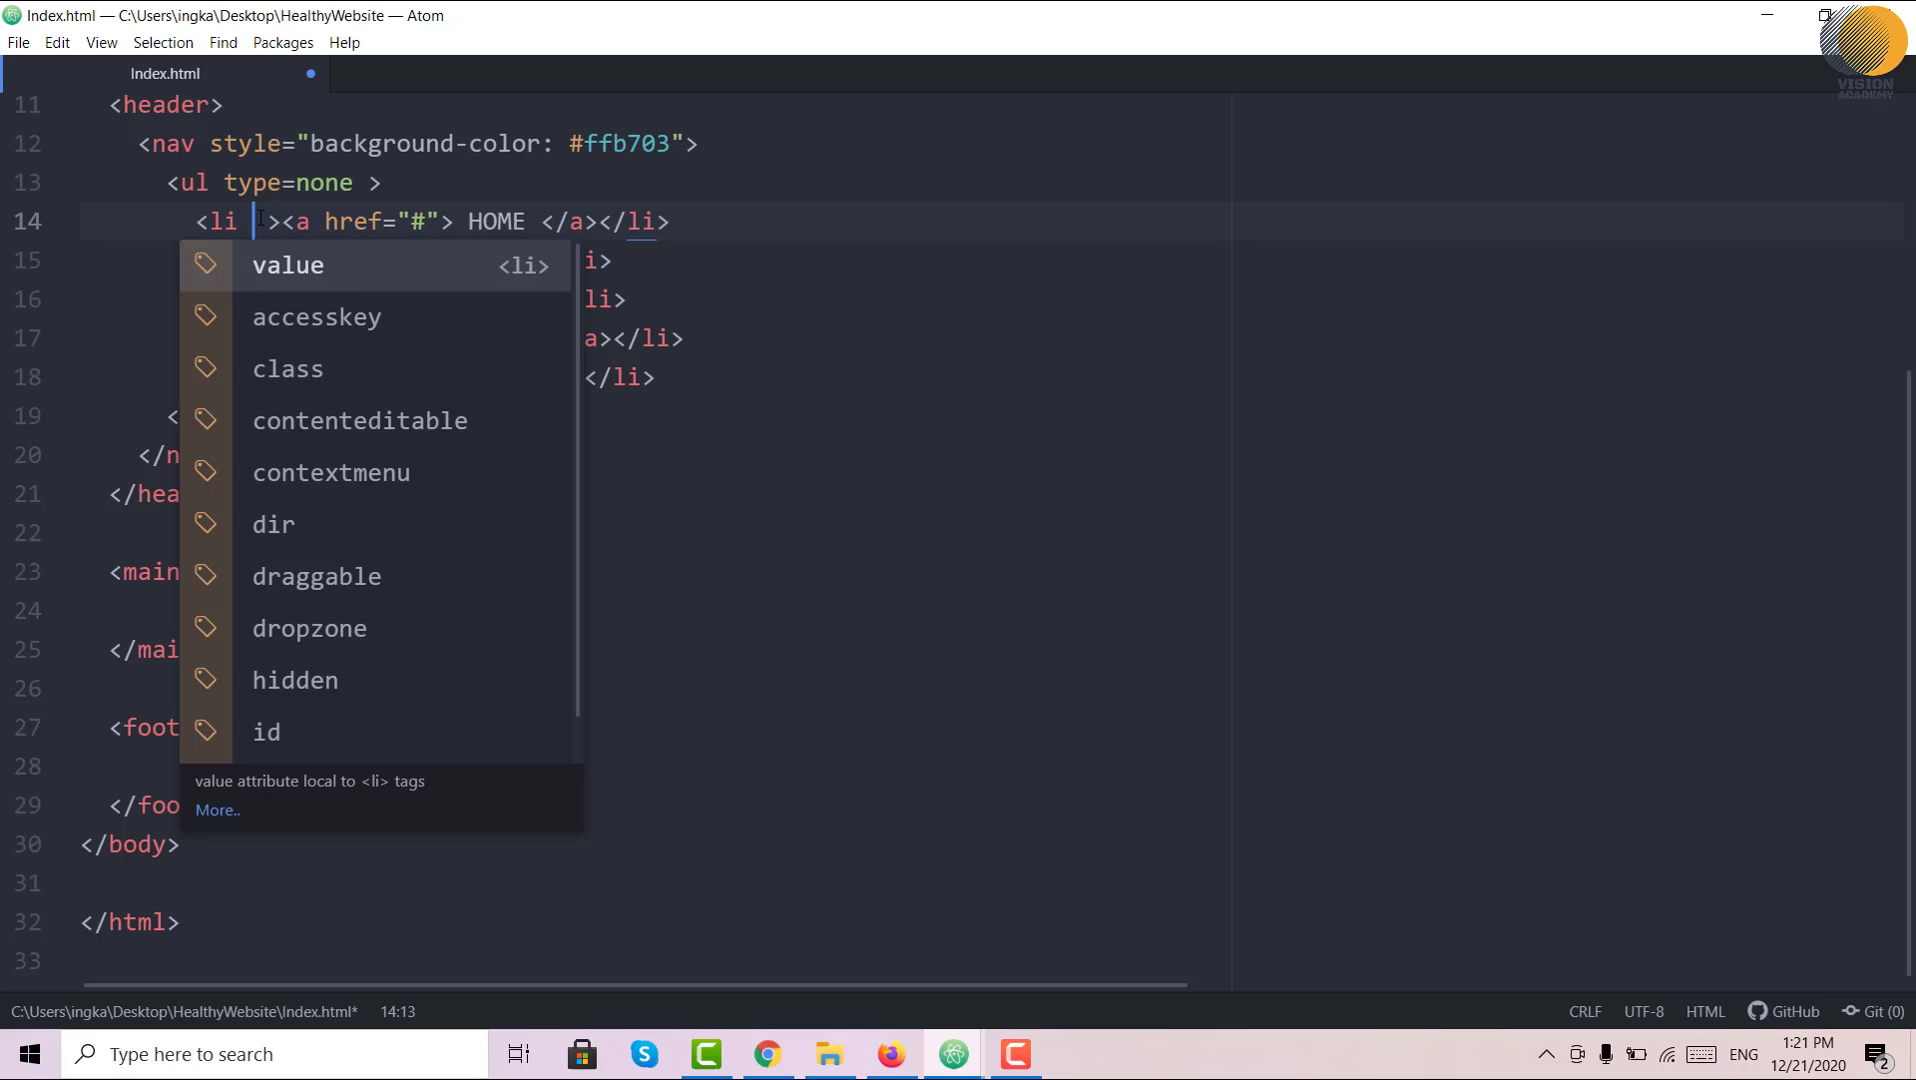 Index.html — C:\Users\ingka\Desktop\HealthyWebsite — Atom
File Edit View Selection Find Packages Help
VISION
ACADEMY
Index.html
11 <header>
12 <nav style="background-color: #ffb703">
13 <ul type=none >
14 <li ><a href="#"> HOME </a></li>
value <li>
15 i>
16 li>
accesskey
17 a></li>
class
18 </li>
19 <
contenteditable
20 </n
contextmenu
21 </hea
22
dir
23 <main
draggable
24
dropzone
25 </mai
26
hidden
27 <foot
id
28
value attribute local to <li> tags
29 </foo
More..
30 </body>
31
32 </html>
33
C:\Users\ingka\Desktop\HealthyWebsite\Index.html* 14:13 CRLF UTF-8 HTML GitHub Git (0)
Type here to search
ENG
1:21 PM
12/21/2020
2